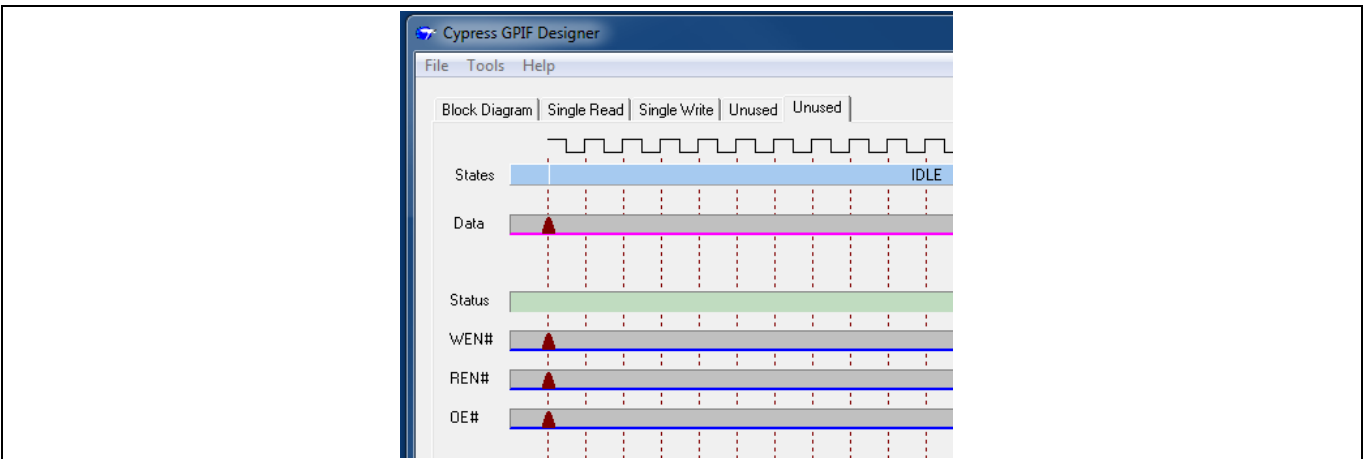 Cypress GPIF Designer
File Tools Help
Block Diagram Single Read Single Write Unused Unused
States IDLE
Data
Status
WEN#
REN#
OE#